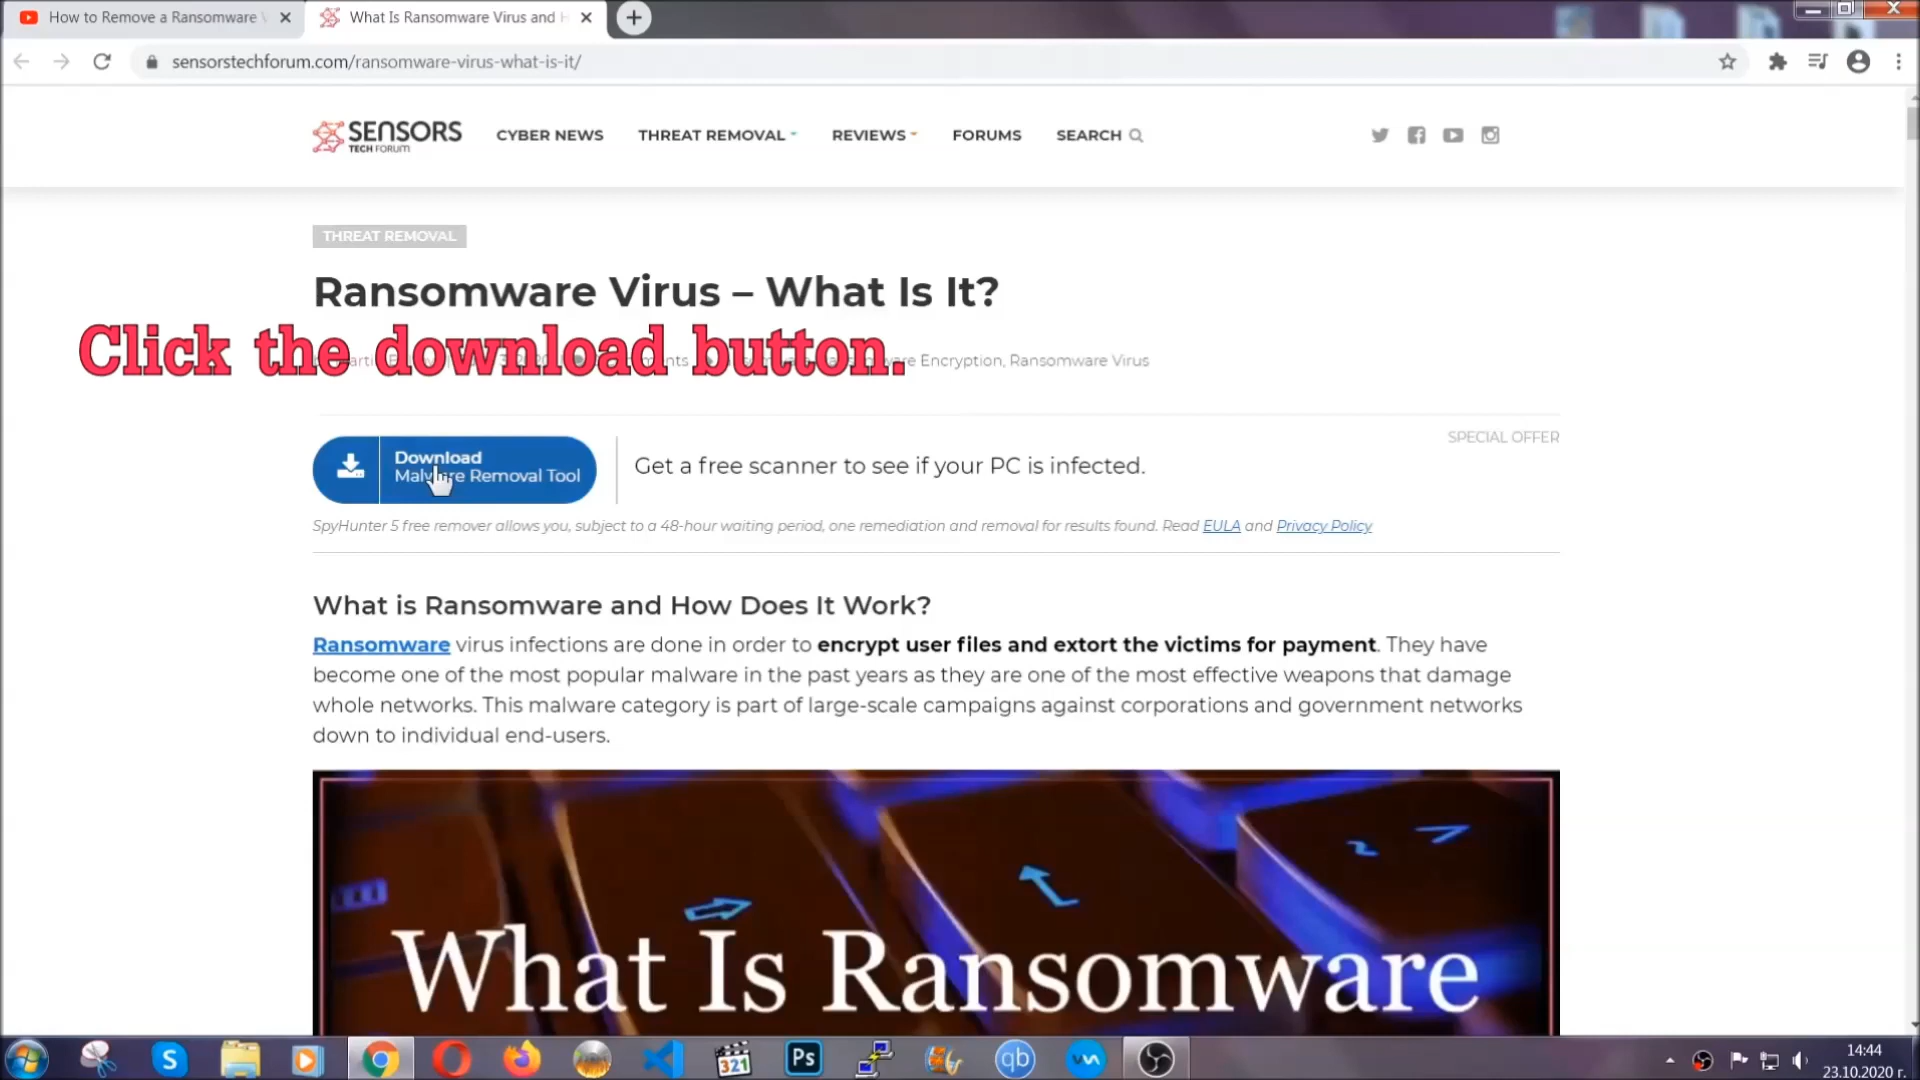 How to Remove a Ransomware V
What Is Ransomware Virus and H
sensorstechforum.com/ransomware-virus-what-is-it/
SENSORS
TECH FORUM
CYBER NEWS
THREAT REMOVAL
REVIEWS
FORUMS
SEARCH
THREAT REMOVAL
Ransomware Virus – What Is It?
Click the download button.
Encryption, Ransomware Virus
SPECIAL OFFER
Download
Malware Removal Tool
Get a free scanner to see if your PC is infected.
SpyHunter 5 free remover allows you, subject to a 48-hour waiting period, one remediation and removal for results found. Read EULA and Privacy Policy
What is Ransomware and How Does It Work?
Ransomware virus infections are done in order to encrypt user files and extort the victims for payment. They have
become one of the most popular malware in the past years as they are one of the most effective weapons that damage
whole networks. This malware category is part of large-scale campaigns against corporations and government networks
down to individual end-users.
What Is Ransomware
S
321
Ps
qb
14:44
23.10.2020 г.